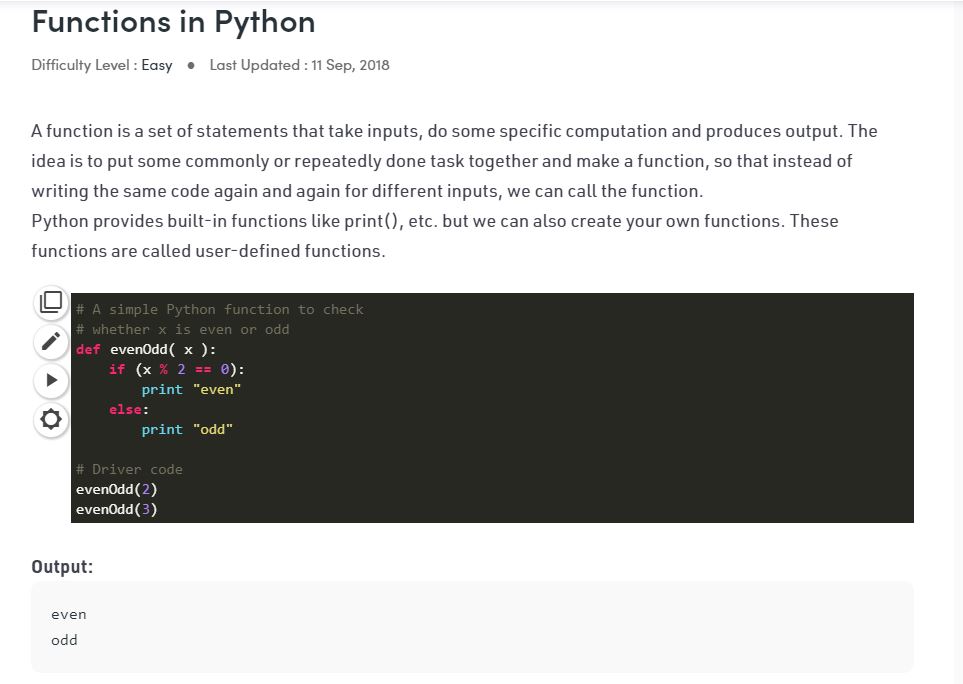 Functions in Python
Difficulty Level : Easy ● Last Updated : 11 Sep, 2018
A function is a set of statements that take inputs, do some specific computation and produces output. The
idea is to put some commonly or repeatedly done task together and make a function, so that instead of
writing the same code again and again for different inputs, we can call the function.
Python provides built-in functions like print(), etc. but we can also create your own functions. These
functions are called user-defined functions.
# A simple Python function to check
# whether x is even or odd
def evenOdd( x ):
    if (x % 2 == 0):
        print "even"
    else:
        print "odd"
# Driver code
evenOdd(2)
evenOdd(3)
Output:
even
odd